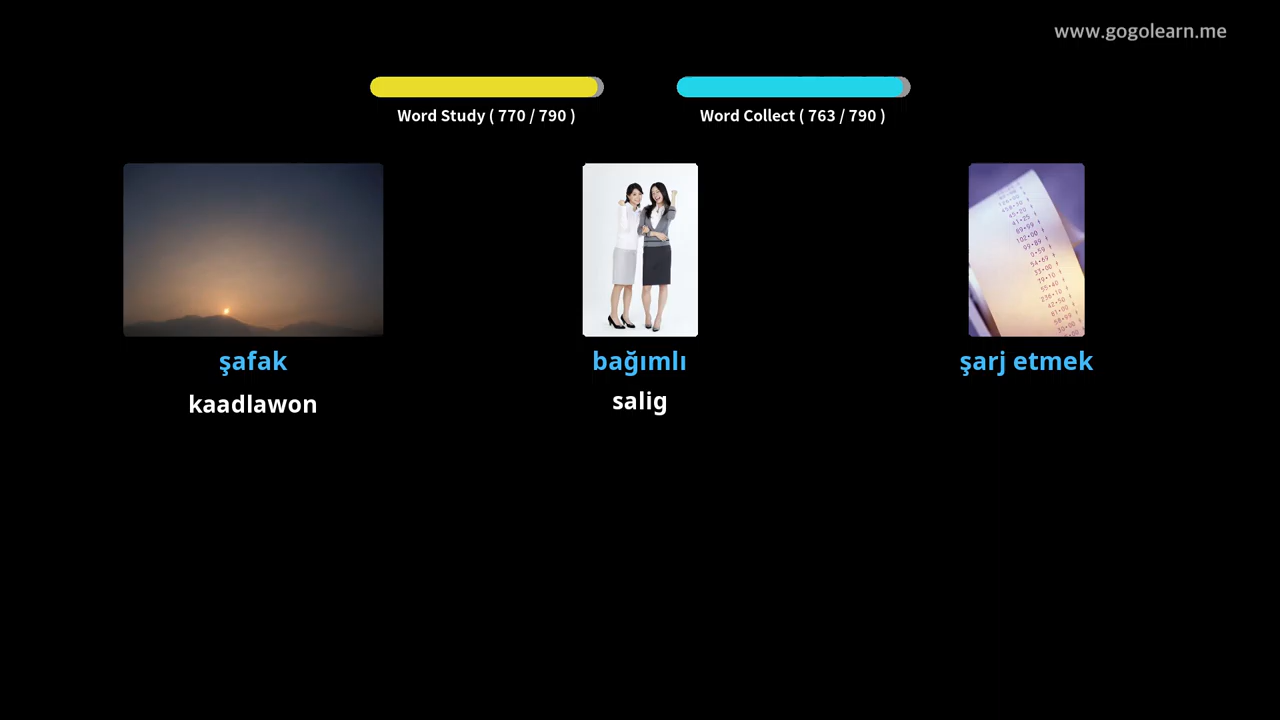 www.gogolearn.me
Word Study ( 770 / 790 )
Word Collect ( 763 / 790 )
şafak
bağımlı
şarj etmek
kaadlawon
salig